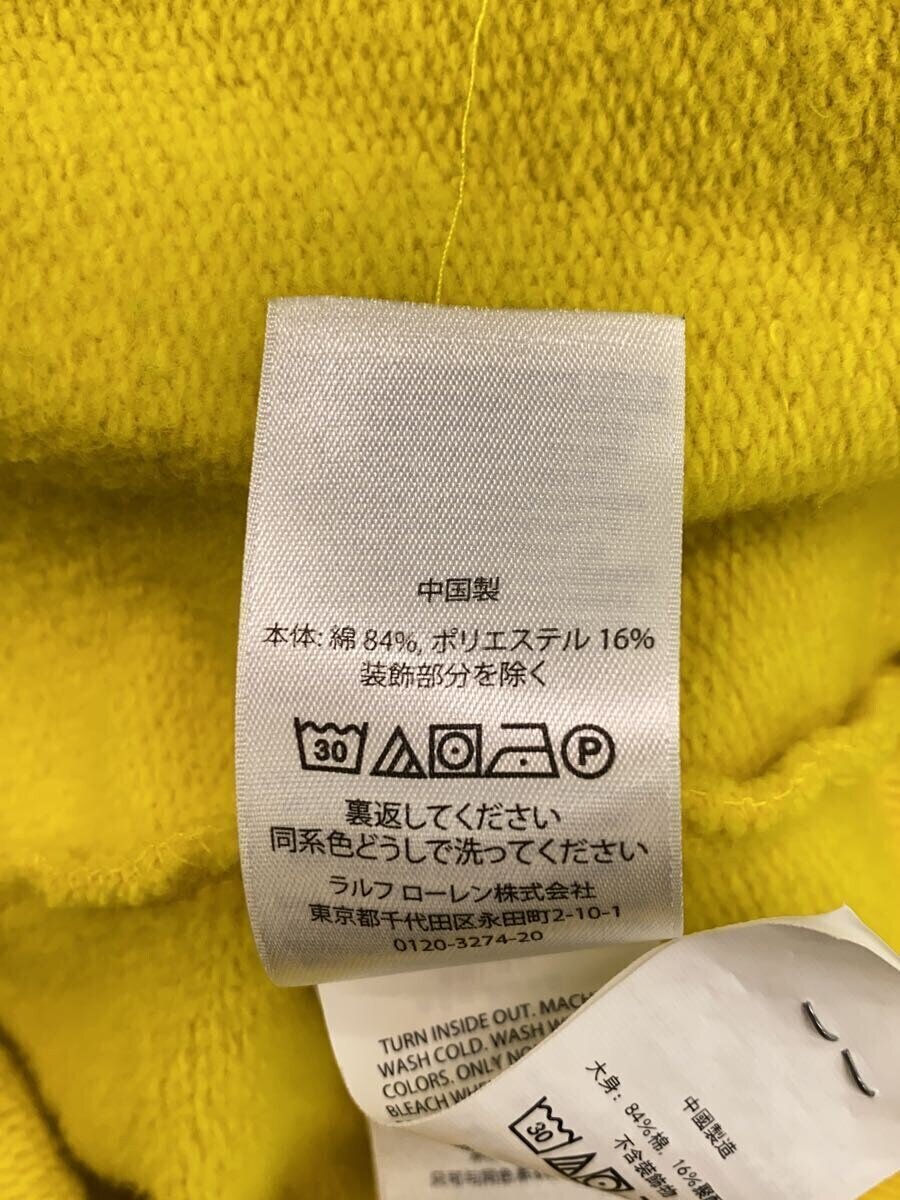 中国製
本体: 綿 84%, ポリエステル 16%
装飾部分を除く
30
P
裏返してください
同系色どうしで洗ってください
ラルフ ローレン株式会社
東京都千代田区永田町2-10-1
0120-3274-20
TURN INSIDE OUT. MACH
WASH COLD. WASH W
COLORS. ONLY NO
BLEACH WHE
中國製造
大身: 84%棉, 16%聚
不含裝飾物
30